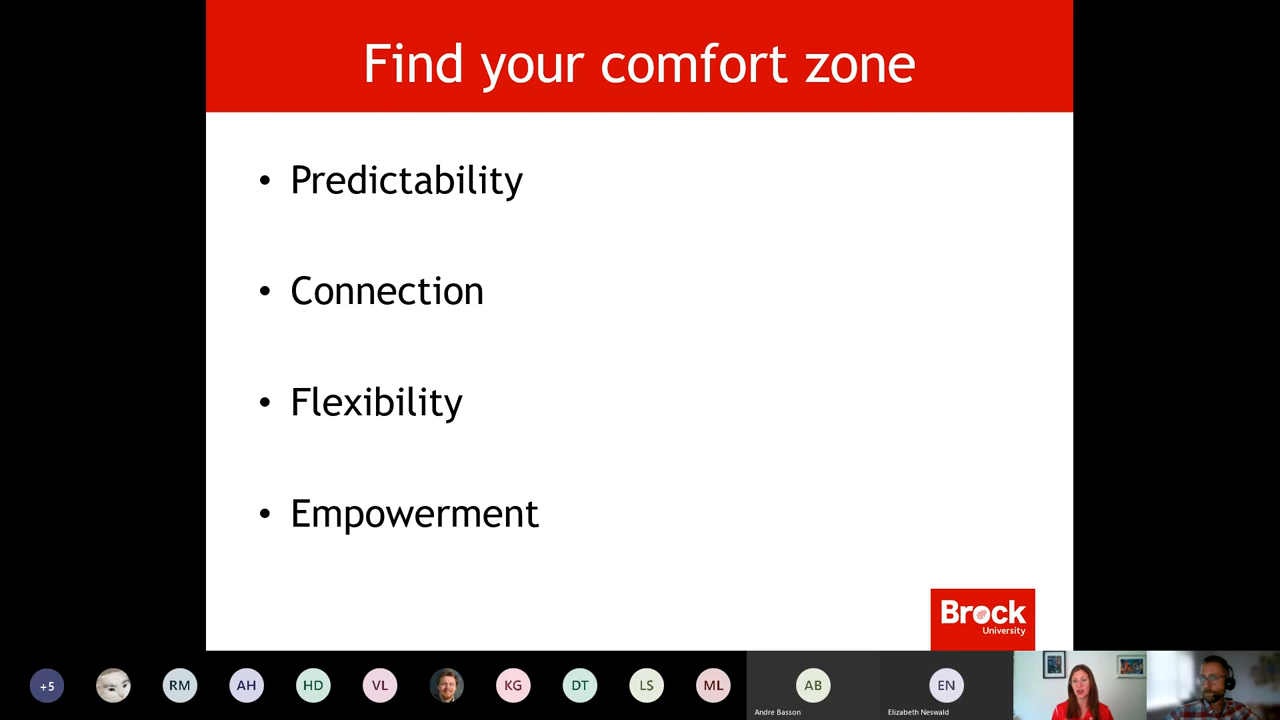 Find your comfort zone
• Predictability
• Connection
• Flexibility
• Empowerment
Brock
University
+5 RM AH HD VL KG DT LS ML AB EN
Andre Basson Elizabeth Neswald